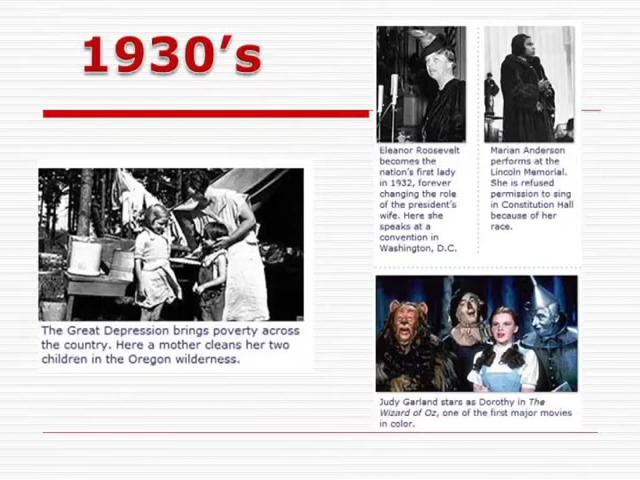 1930’s
The Great Depression brings poverty across
the country. Here a mother cleans her two
children in the Oregon wilderness.
Eleanor Roosevelt
becomes the
nation’s first lady
in 1932, forever
changing the role
of the president’s
wife. Here she
speaks at a
convention in
Washington, D.C.
Marian Anderson
performs at the
Lincoln Memorial.
She is refused
permission to sing
in Constitution Hall
because of her
race.
Judy Garland stars as Dorothy in The
Wizard of Oz, one of the first major movies
in color.